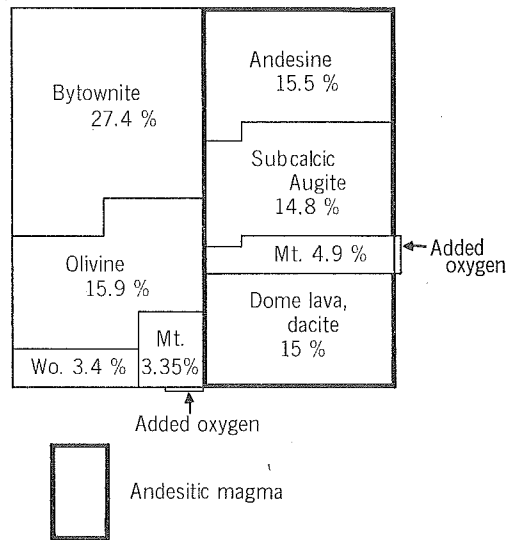 Bytownite
27.4 %
Olivine
15.9 %
Wo. 3.4 %
Mt.
3.35%
Added oxygen
Andesine
15.5 %
Subcalcic
Augite
14.8 %
Mt. 4.9 %
Added
oxygen
Dome lava,
dacite
15 %
Andesitic magma